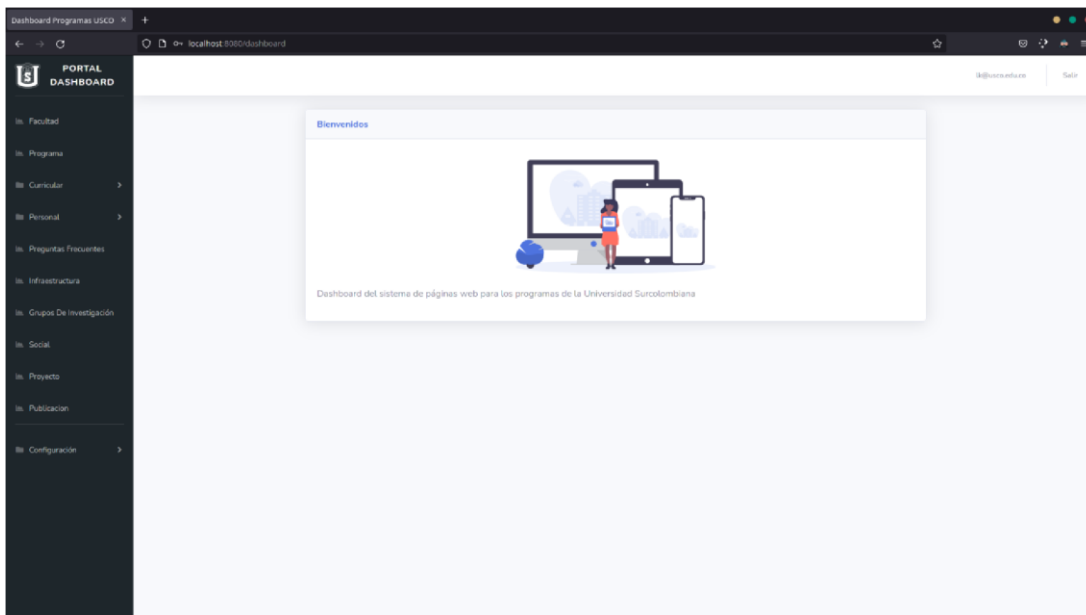 Dashboard Programas USCO
localhost:8080/dashboard
PORTAL
DASHBOARD
Salir
Facultad
Programa
Curricular
Personal
Preguntas Frecuentes
Infraestructura
Grupos De Investigación
Social
Proyecto
Publicacion
Configuración
Bienvenidos
Dashboard del sistema de páginas web para los programas de la Universidad Surcolombiana